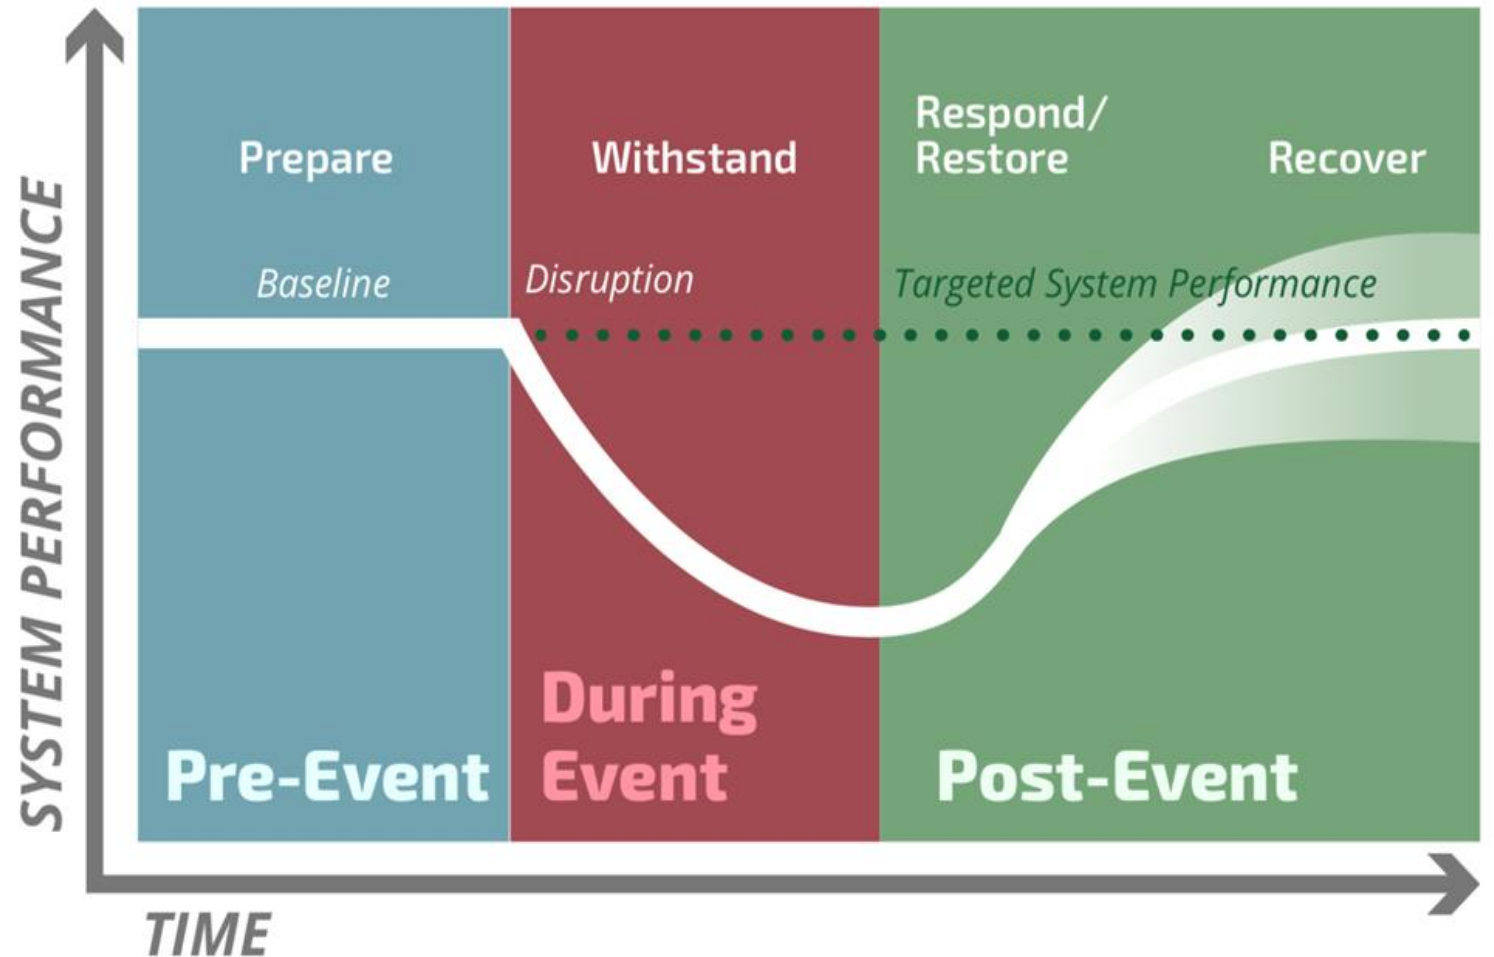 SYSTEM PERFORMANCE
Prepare
Withstand
Respond/
Restore
Recover
Baseline
Disruption
Targeted System Performance
Pre-Event
During
Event
Post-Event
TIME